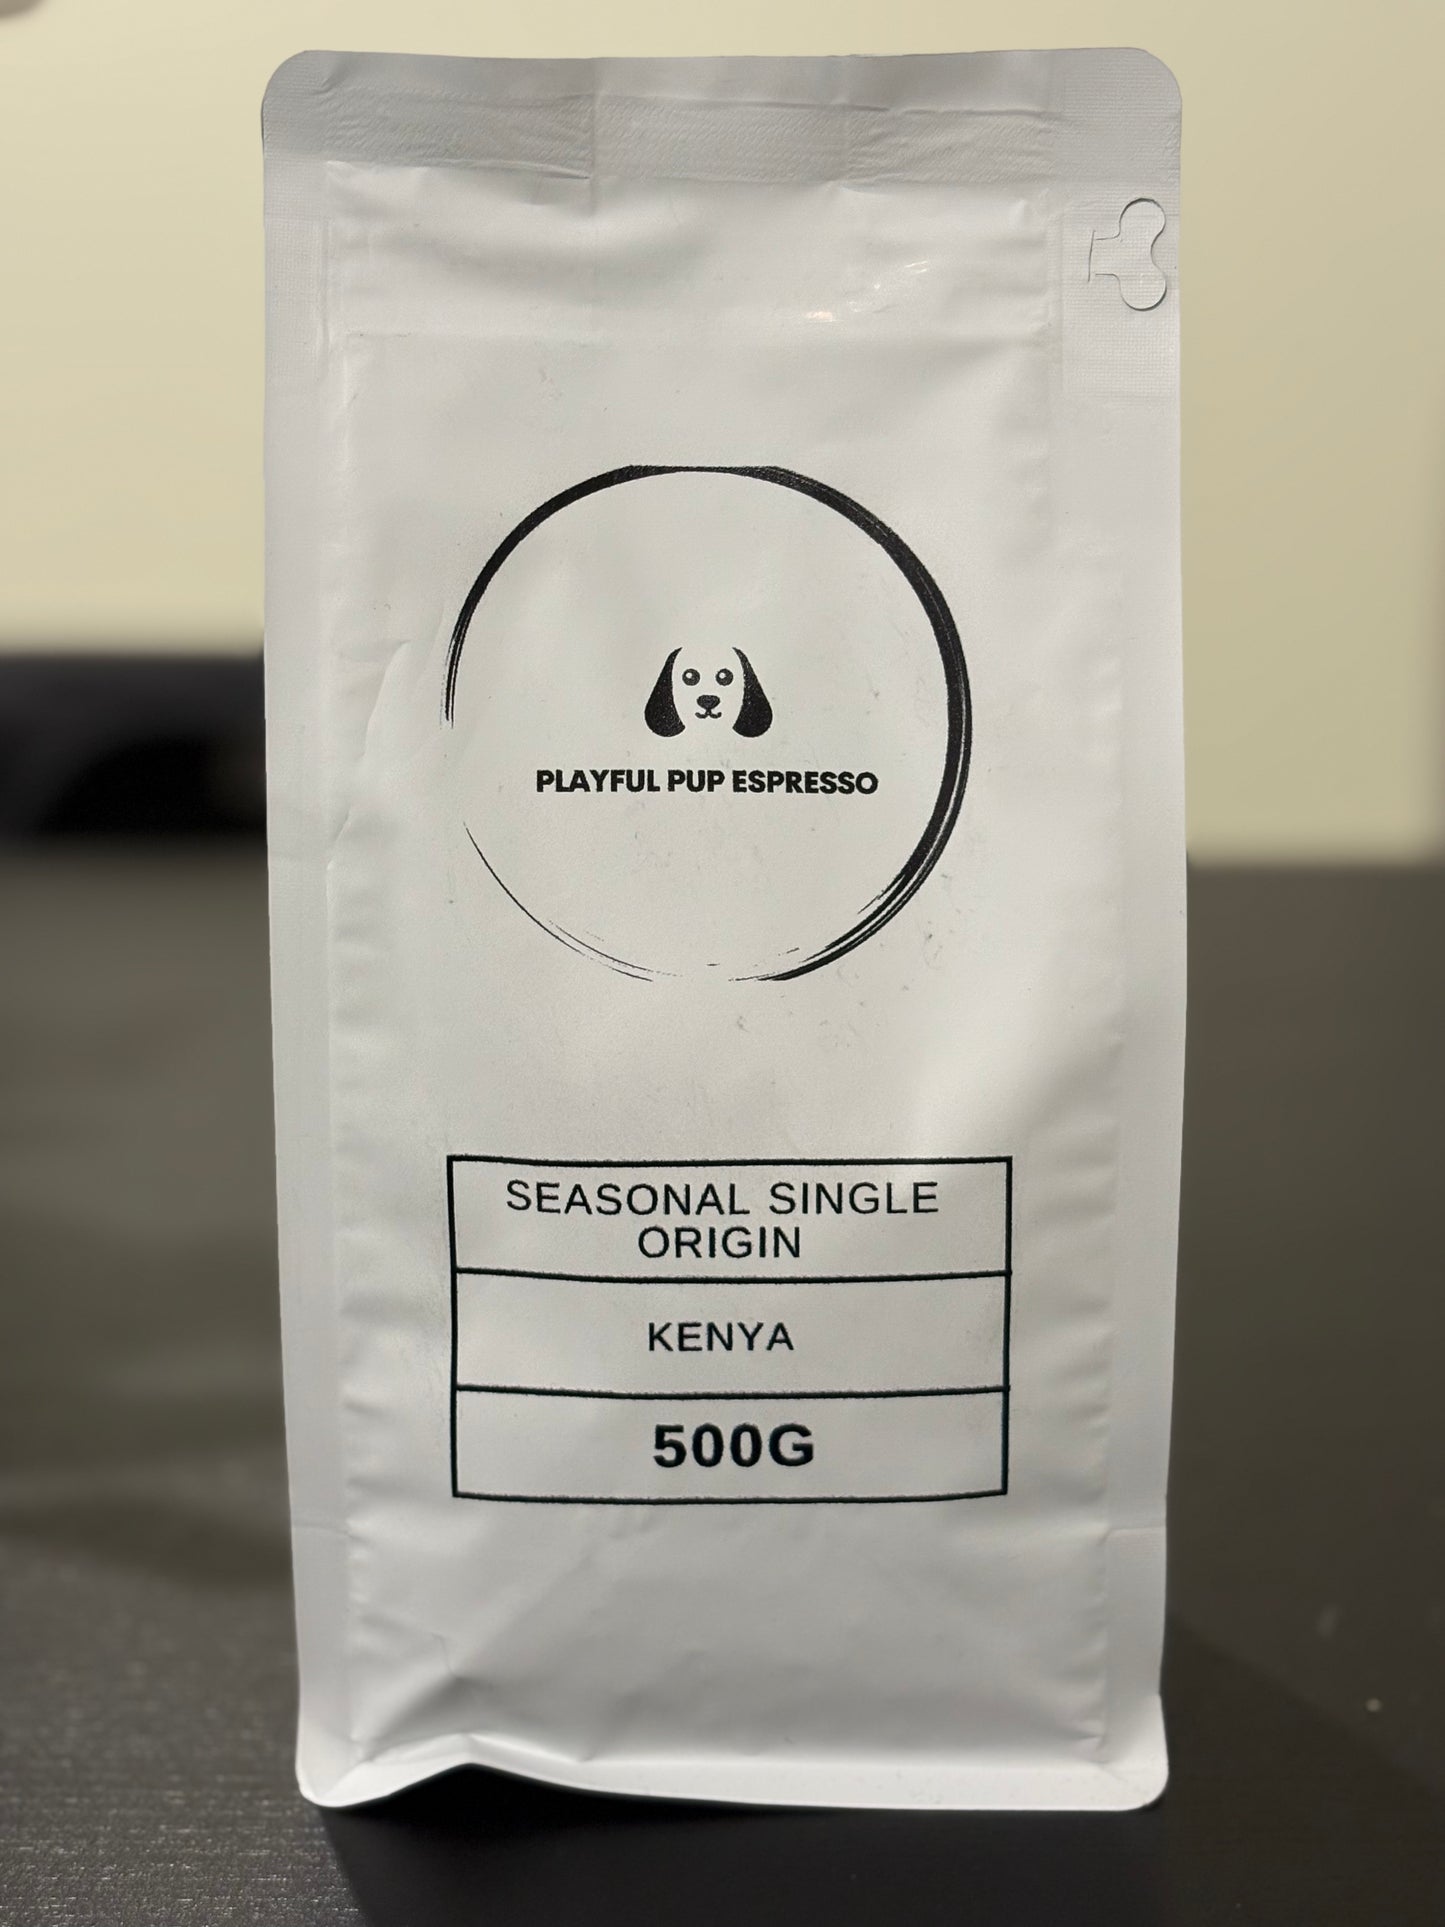 PLAYFUL PUP ESPRESSO
SEASONAL SINGLE
ORIGIN
KENYA
500G